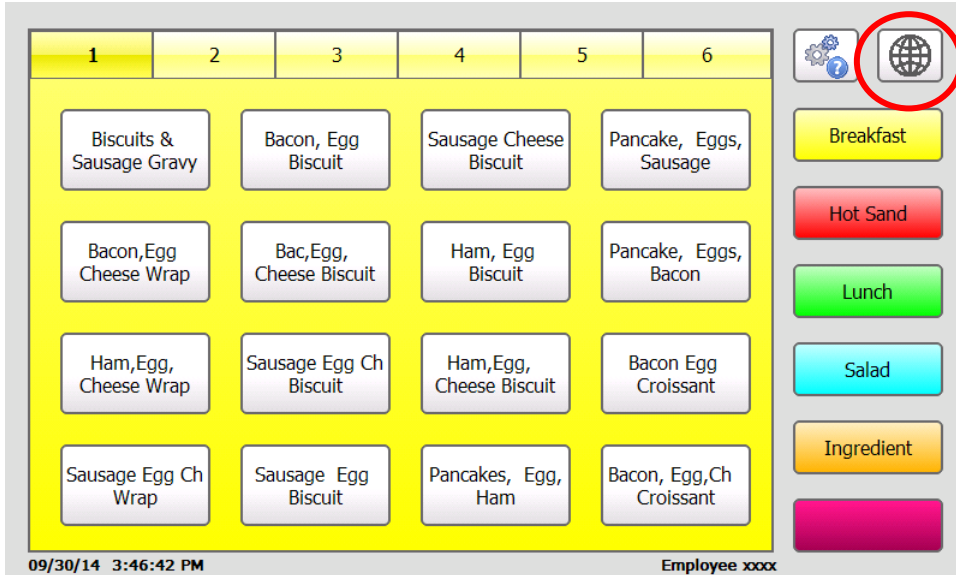 1 2 3 4 5 6
?
Biscuits &
Sausage Gravy
Bacon, Egg
Biscuit
Sausage Cheese
Biscuit
Pancake, Eggs,
Sausage
Bacon,Egg
Cheese Wrap
Bac,Egg,
Cheese Biscuit
Ham, Egg
Biscuit
Pancake, Eggs,
Bacon
Ham,Egg,
Cheese Wrap
Sausage Egg Ch
Biscuit
Ham,Egg,
Cheese Biscuit
Bacon Egg
Croissant
Sausage Egg Ch
Wrap
Sausage Egg
Biscuit
Pancakes, Egg,
Ham
Bacon, Egg,Ch
Croissant
Breakfast
Hot Sand
Lunch
Salad
Ingredient
09/30/14 3:46:42 PM
Employee xxxx